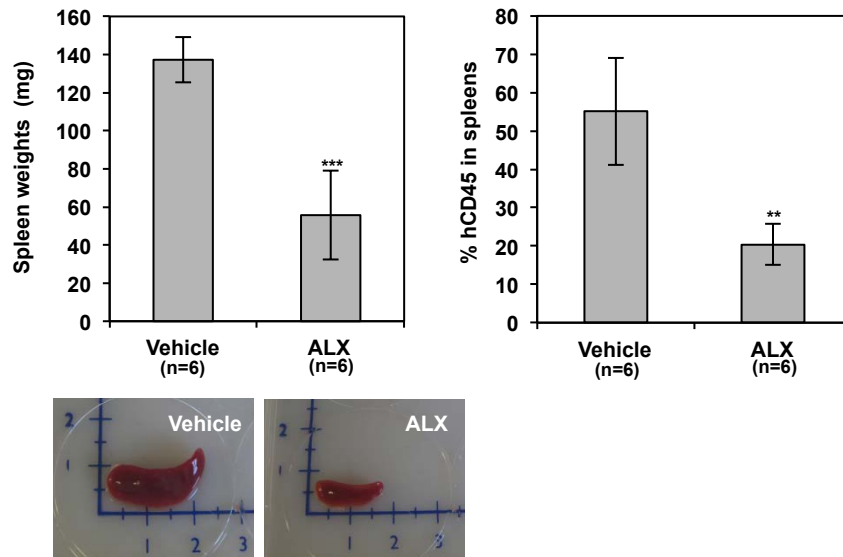 Spleen weights (mg)
160
140
120
100
80
60
40
20
0
***
Vehicle
(n=6)
ALX
(n=6)
% hCD45 in spleens
80
70
60
50
40
30
20
10
0
**
Vehicle
(n=6)
ALX
(n=6)
Vehicle
2
1
1
2
3
ALX
2
1
1
2
3